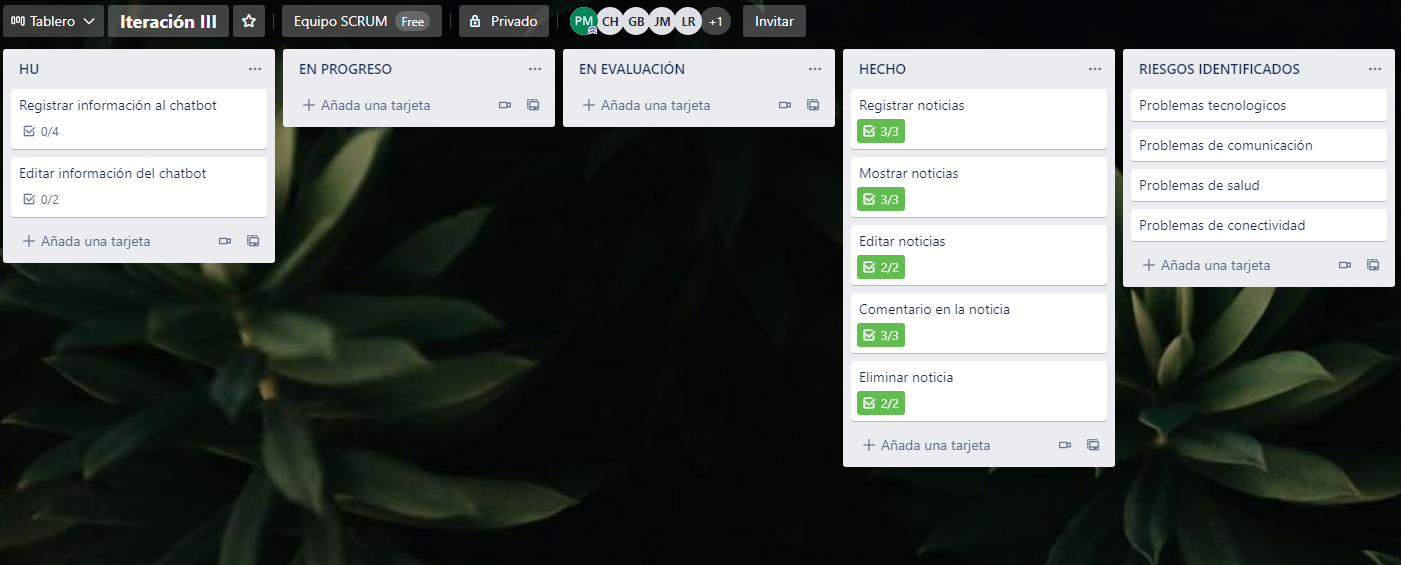 Tablero Iteración III Equipo SCRUM Free Privado PM CH GB JM LR +1 Invitar
HU
Registrar información al chatbot
0/4
Editar información del chatbot
0/2
Añada una tarjeta
EN PROGRESO
Añada una tarjeta
EN EVALUACIÓN
Añada una tarjeta
HECHO
Registrar noticias
3/3
Mostrar noticias
3/3
Editar noticias
2/2
Comentario en la noticia
3/3
Eliminar noticia
2/2
Añada una tarjeta
RIESGOS IDENTIFICADOS
Problemas tecnologicos
Problemas de comunicación
Problemas de salud
Problemas de conectividad
Añada una tarjeta